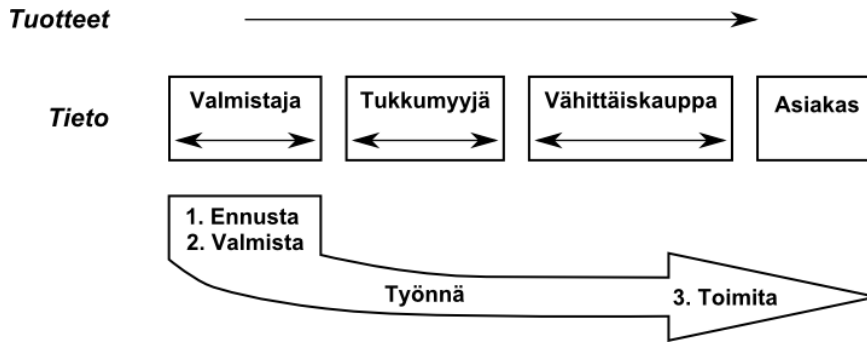 Tuotteet
Tieto
Valmistaja
Tukkumyyjä
Vähittäiskauppa
Asiakas
1. Ennusta
2. Valmista
Työnnä
3. Toimita